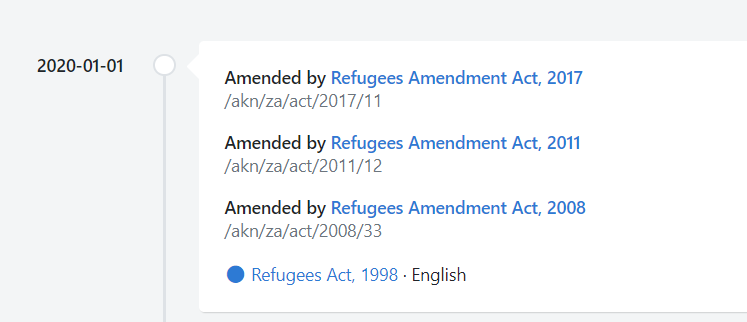 2020-01-01
Amended by Refugees Amendment Act, 2017
/akn/za/act/2017/11
Amended by Refugees Amendment Act, 2011
/akn/za/act/2011/12
Amended by Refugees Amendment Act, 2008
/akn/za/act/2008/33
Refugees Act, 1998 · English